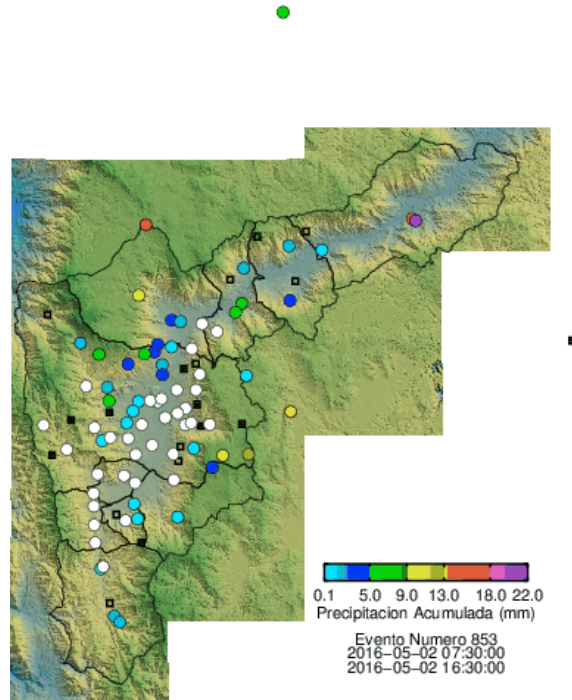 0.1 5.0 9.0 13.0 18.0 22.0
Precipitacion Acumulada (mm)
Evento Numero 853
2016-05-02 07:30:00
2016-05-02 16:30:00